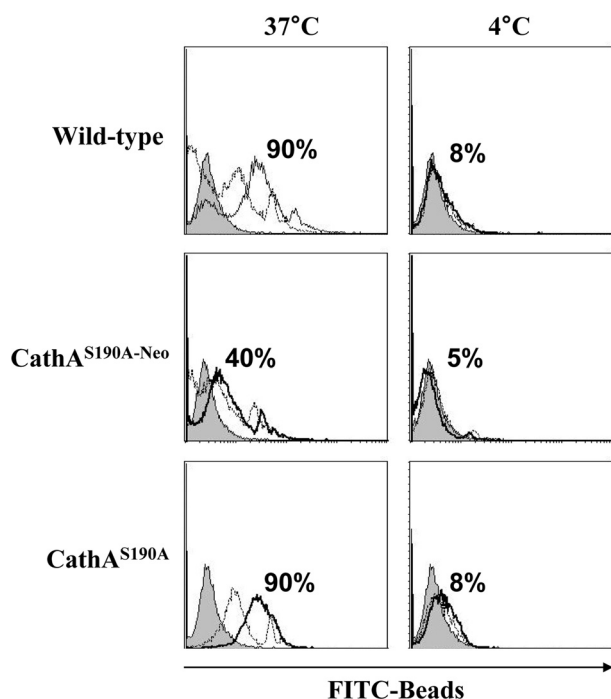 37°C 4°C
Wild-type 90% 8%
CathA^S190A-Neo 40% 5%
CathA^S190A 90% 8%
FITC-Beads